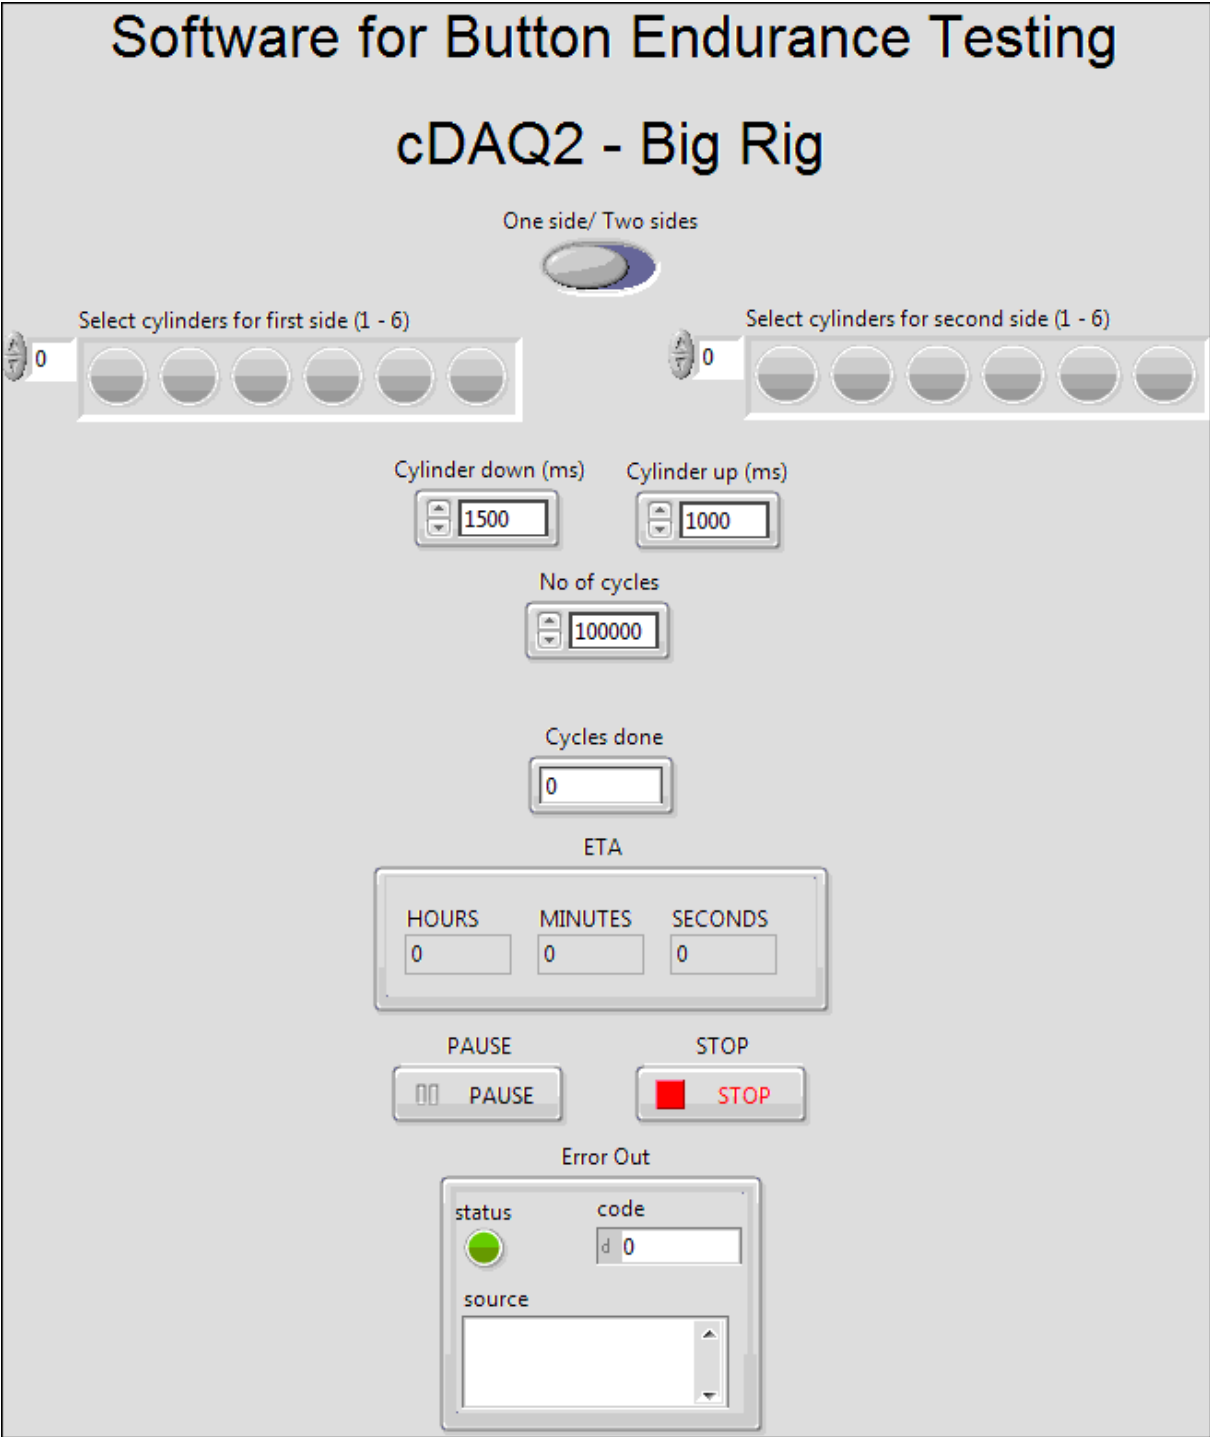 Software for Button Endurance Testing
cDAQ2 - Big Rig
One side/ Two sides
Select cylinders for first side (1 - 6)
Select cylinders for second side (1 - 6)
0
0
Cylinder down (ms)
Cylinder up (ms)
1500
1000
No of cycles
100000
Cycles done
0
ETA
HOURS
MINUTES
SECONDS
0
0
0
PAUSE
STOP
PAUSE
STOP
Error Out
status
code
d 0
source